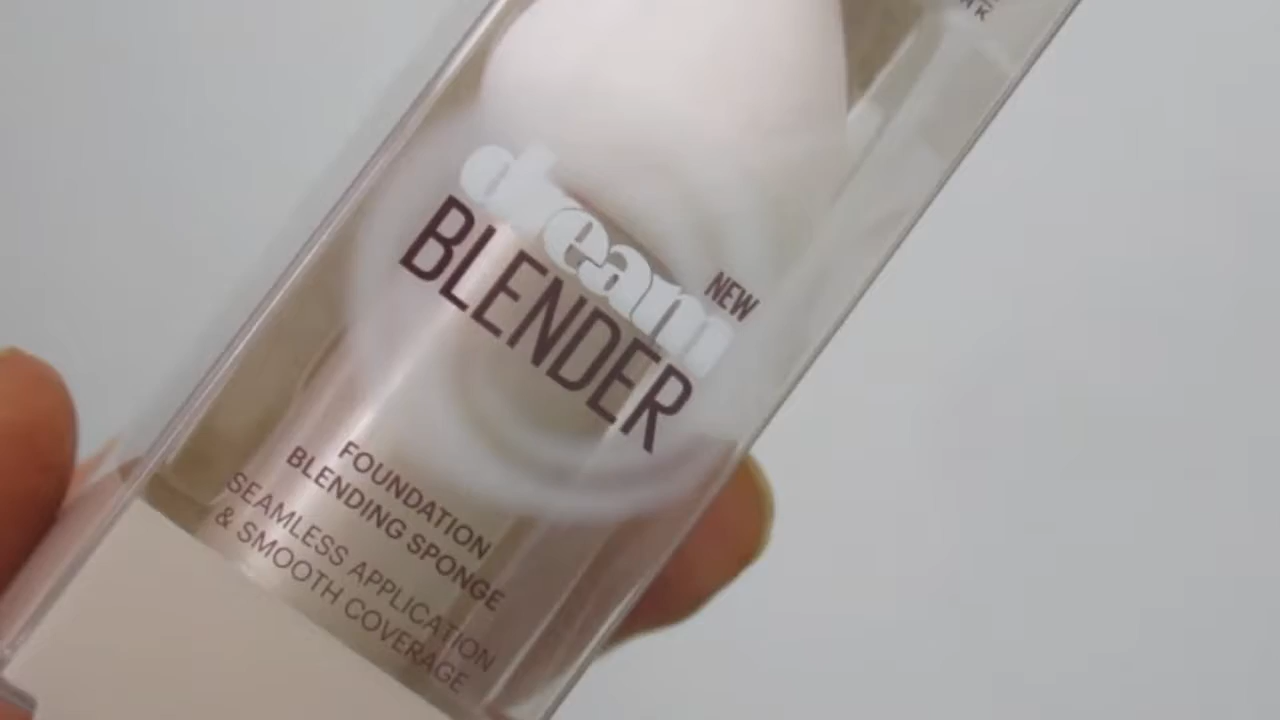 dream
NEW
BLENDER
FOUNDATION
BLENDING SPONGE
SEAMLESS APPLICATION
& SMOOTH COVERAGE